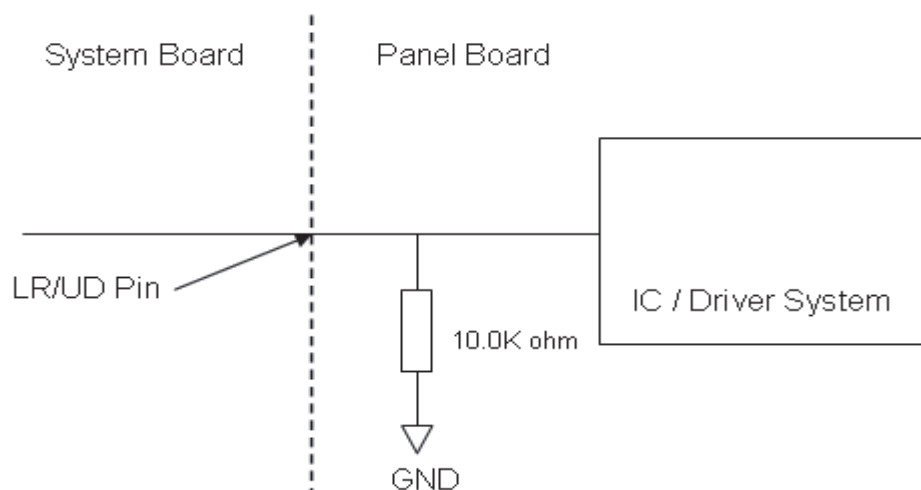 System Board
Panel Board
LR/UD Pin
IC / Driver System
10.0K ohm
GND